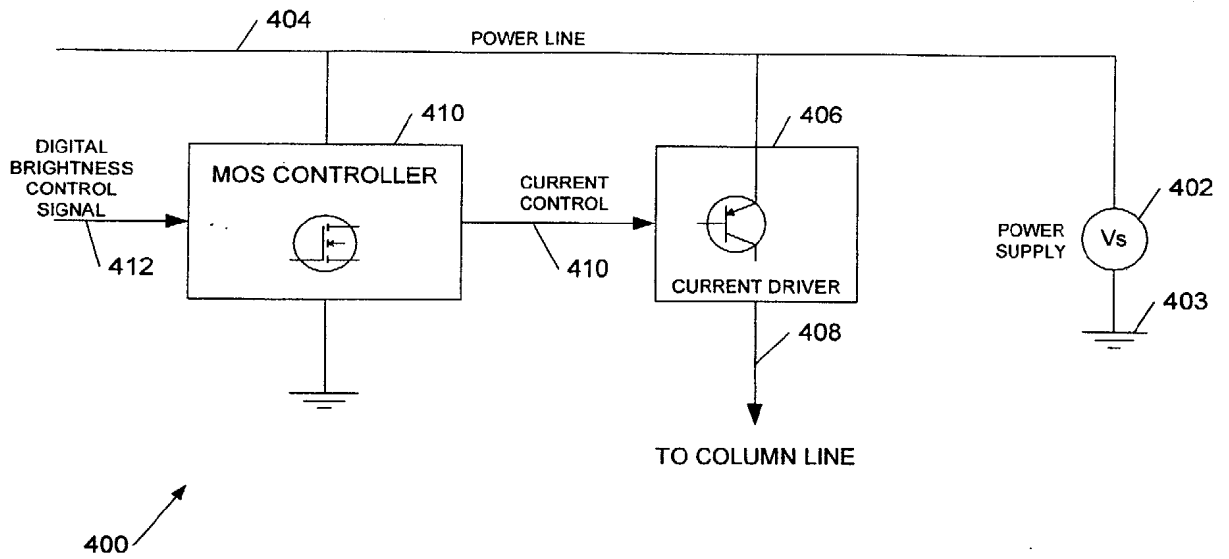 404
POWER LINE
410
406
DIGITAL
BRIGHTNESS
CONTROL
SIGNAL
MOS CONTROLLER
CURRENT
CONTROL
402
POWER
SUPPLY
Vs
412
410
CURRENT DRIVER
403
408
TO COLUMN LINE
400